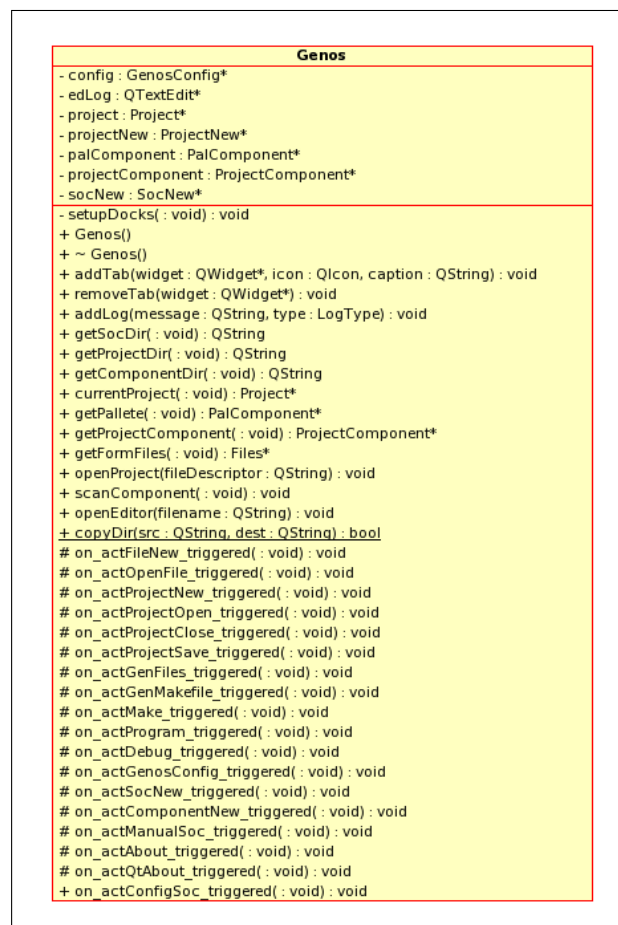 Genos
- config : GenosConfig*
- edLog : QTextEdit*
- project : Project*
- projectNew : ProjectNew*
- palComponent : PalComponent*
- projectComponent : ProjectComponent*
- socNew : SocNew*
- setupDocks( : void) : void
+ Genos()
+ ~ Genos()
+ addTab(widget : QWidget*, icon : QIcon, caption : QString) : void
+ removeTab(widget : QWidget*) : void
+ addLog(message : QString, type : LogType) : void
+ getSocDir( : void) : QString
+ getProjectDir( : void) : QString
+ getComponentDir( : void) : QString
+ currentProject( : void) : Project*
+ getPallete( : void) : PalComponent*
+ getProjectComponent( : void) : ProjectComponent*
+ getFormFiles( : void) : Files*
+ openProject(fileDescriptor : QString) : void
+ scanComponent( : void) : void
+ openEditor(filename : QString) : void
+ copyDir(src : QString, dest : QString) : bool
# on_actFileNew_triggered( : void) : void
# on_actOpenFile_triggered( : void) : void
# on_actProjectNew_triggered( : void) : void
# on_actProjectOpen_triggered( : void) : void
# on_actProjectClose_triggered( : void) : void
# on_actProjectSave_triggered( : void) : void
# on_actGenFiles_triggered( : void) : void
# on_actGenMakefile_triggered( : void) : void
# on_actMake_triggered( : void) : void
# on_actProgram_triggered( : void) : void
# on_actDebug_triggered( : void) : void
# on_actGenosConfig_triggered( : void) : void
# on_actSocNew_triggered( : void) : void
# on_actComponentNew_triggered( : void) : void
# on_actManualSoc_triggered( : void) : void
# on_actAbout_triggered( : void) : void
# on_actQtAbout_triggered( : void) : void
+ on_actConfigSoc_triggered( : void) : void